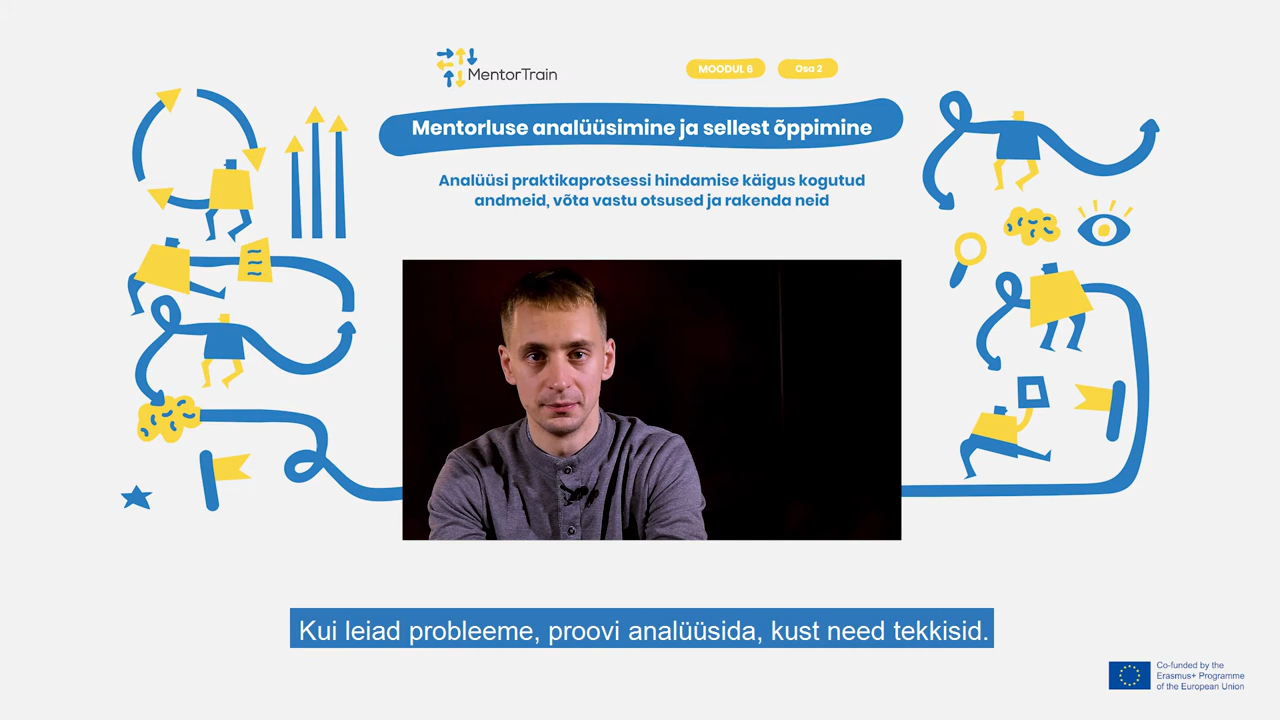 MentorTrain
MOODUL 6
Osa 2
Mentorluse analüüsimine ja sellest õppimine
Analüüsi praktikaprotsessi hindamise käigus kogutud
andmeid, võta vastu otsused ja rakenda neid
Kui leiad probleeme, proovi analüüsida, kust need tekkisid.
Co-funded by the
Erasmus+ Programme
of the European Union